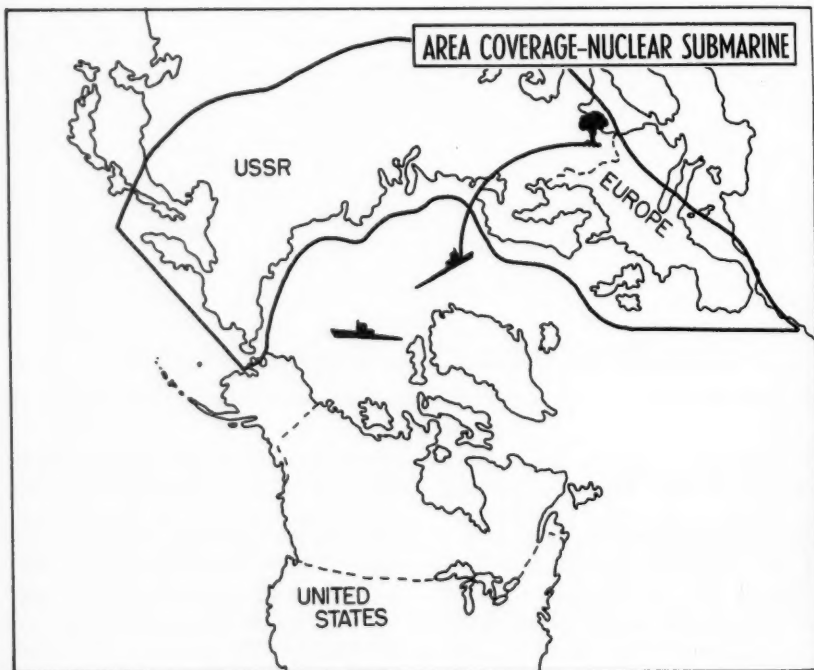 AREA COVERAGE–NUCLEAR SUBMARINE
USSR
EUROPE
UNITED
STATES